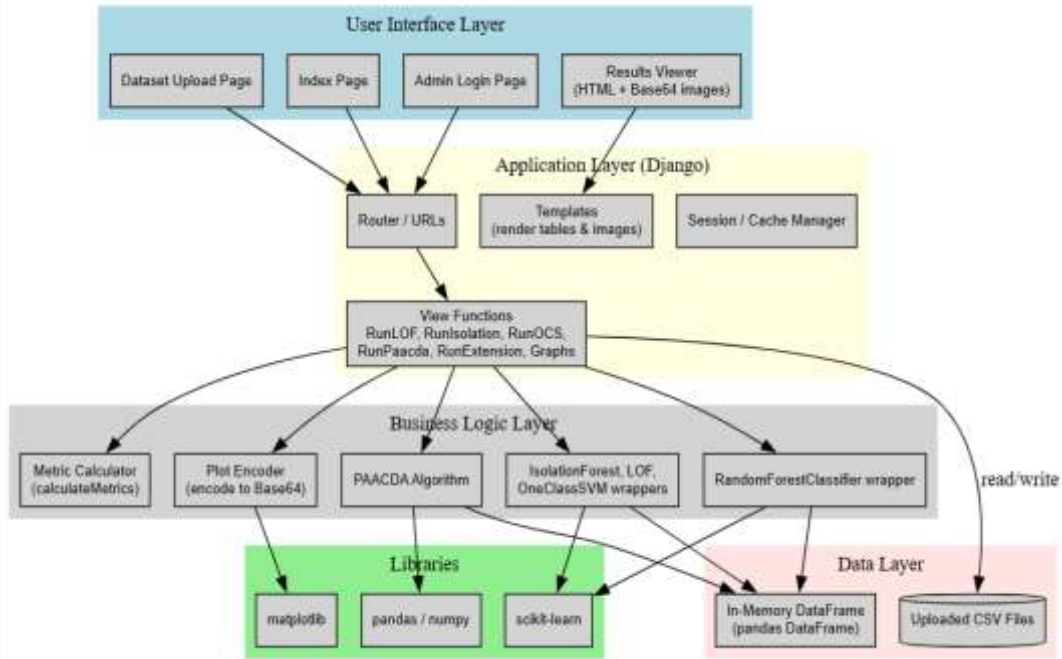 User Interface Layer
Dataset Upload Page
Index Page
Admin Login Page
Results Viewer
(HTML + Base64 images)
Application Layer (Django)
Router / URLs
Templates
(render tables & images)
Session / Cache Manager
View Functions
RunLOF, RunIsolation, RunOCS,
RunPaacda, RunExtension, Graphs
Business Logic Layer
Metric Calculator
(calculateMetrics)
Plot Encoder
(encode to Base64)
PAACDA Algorithm
IsolationForest, LOF,
OneClassSVM wrappers
RandomForestClassifier wrapper
read/write
Libraries
matplotlib
pandas / numpy
scikit-learn
Data Layer
In-Memory DataFrame
(pandas DataFrame)
Uploaded CSV Files